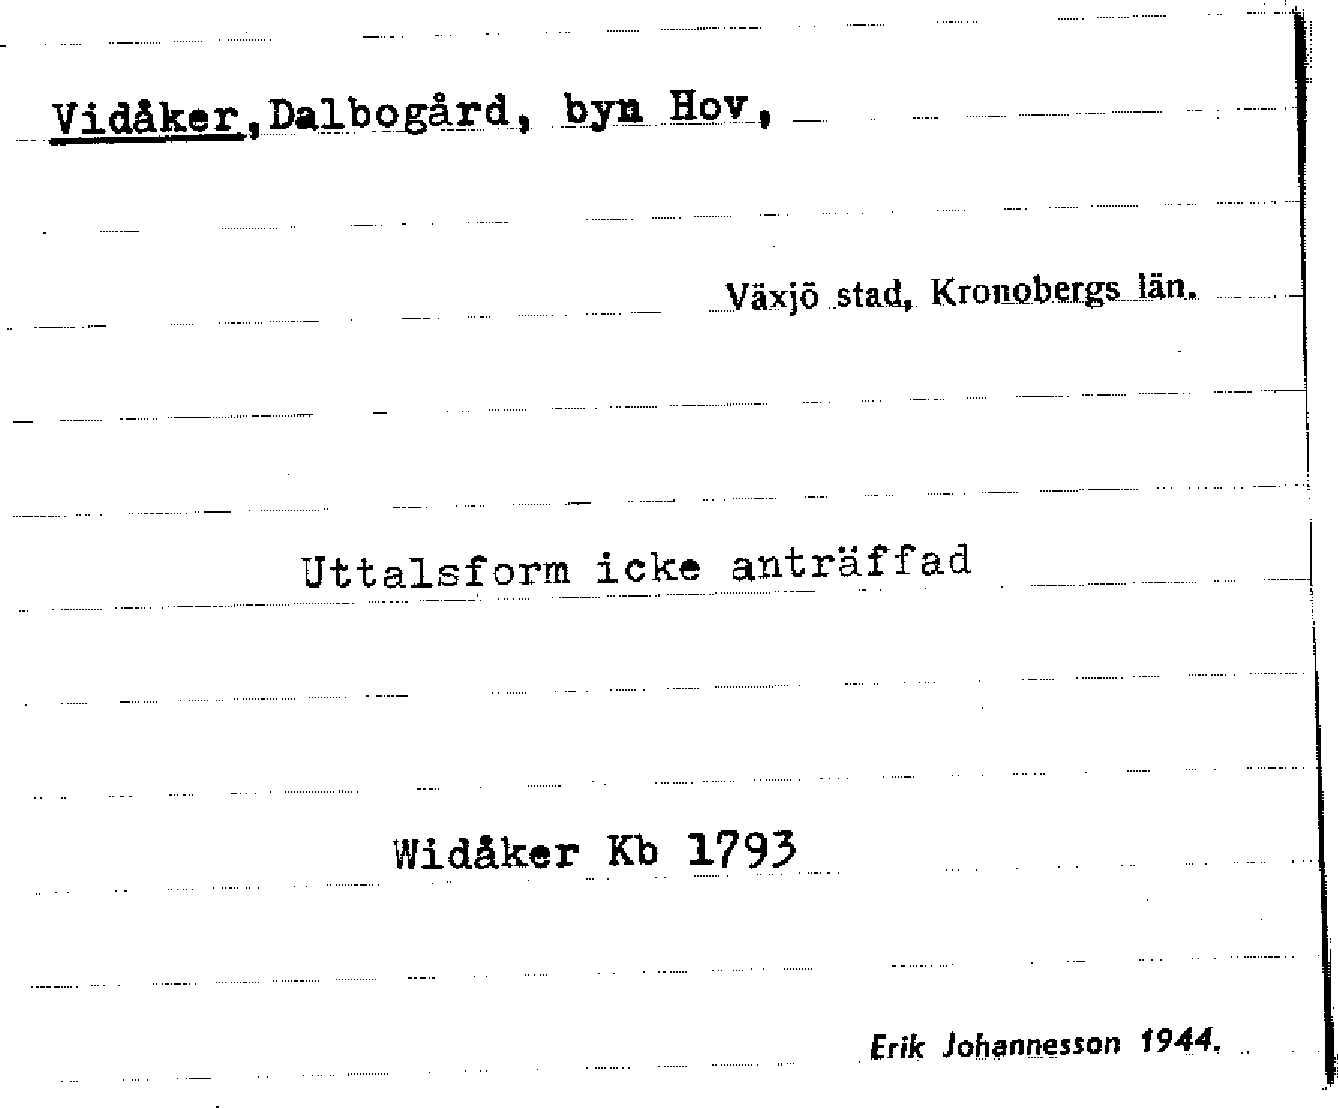 Vidåker, Dalbogård, byn Hov,
Växjö stad, Kronobergs län.
Uttalsform icke anträffad
Widåker Kb 1793
Erik Johannesson 1944.